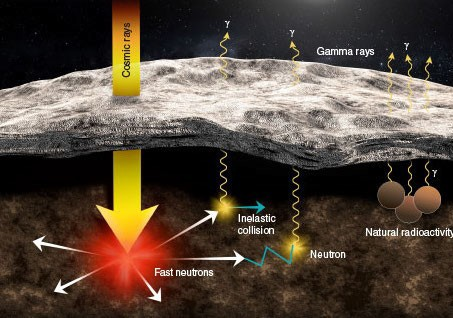 Cosmic rays
γ
γ
Gamma rays
γ
γ
Inelastic
collision
Natural radioactivity
Neutron
Fast neutrons